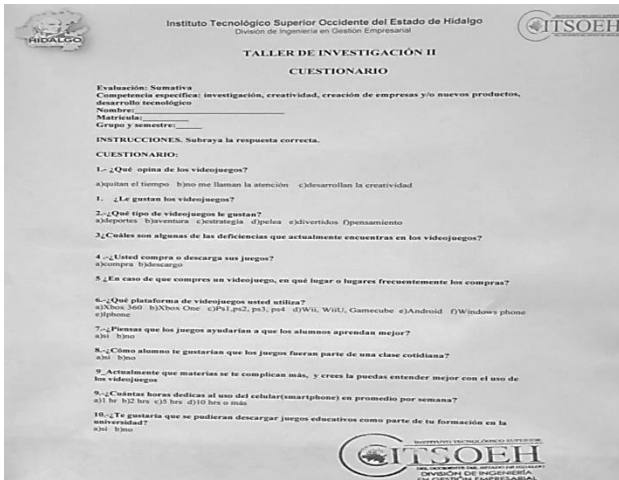 HIDALGO
Instituto Tecnológico Superior Occidente del Estado de Hidalgo
División de Ingeniería en Gestión Empresarial
ITSOEH
TALLER DE INVESTIGACIÓN II
CUESTIONARIO
Evaluación: Sumativa
Competencia específica: investigación, creatividad, creación de empresas y/o nuevos productos,
desarrollo tecnológico
Nombre:
Matricula:
Grupo y semestre:
INSTRUCCIONES. Subraya la respuesta correcta.
CUESTIONARIO:
1.- ¿Qué opina de los videojuegos?
a)quitan el tiempo b)no me llaman la atención c)desarrollan la creatividad
1. ¿Le gustan los videojuegos?
2.-¿Qué tipo de videojuegos le gustan?
a)deportes b)aventura c)estrategia d)pelea e)divertidos f)pensamiento
3¿Cuáles son algunas de las deficiencias que actualmente encuentras en los videojuegos?
4 .-¿Usted compra o descarga sus juegos?
a)compra b)descargo
5 ¿En caso de que compres un videojuego, en qué lugar o lugares frecuentemente los compras?
6.-¿Qué plataforma de videojuegos usted utiliza?
a)Xbox 360 b)Xbox One c)Ps1,ps2, ps3, ps4 d)Wii, WiiU, Gamecube e)Android f)Windows phone
e)Iphone
7.-¿Piensas que los juegos ayudarían a que los alumnos aprendan mejor?
a)si b)no
8.-¿Cómo alumno te gustarían que los juegos fueran parte de una clase cotidiana?
a)si b)no
9_Actualmente que materias se te complican más, y crees la puedas entender mejor con el uso de
los videojuegos
9.-¿Cuántas horas dedicas al uso del celular(smartphone) en promedio por semana?
a)1 hr b)2 hrs c)5 hrs d)10 hrs o más
10.-¿Te gustaría que se pudieran descargar juegos educativos como parte de tu formación en la
universidad?
a)si b)no
INSTITUTO TECNOLÓGICO SUPERIOR
ITSOEH
DEL OCCIDENTE DEL ESTADO DE HIDALGO
DIVISIÓN DE INGENIERÍA
EN GESTIÓN EMPRESARIAL